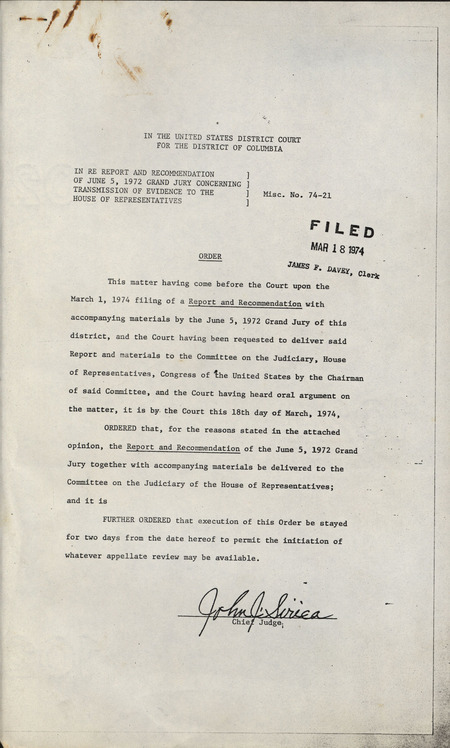 IN THE UNITED STATES DISTRICT COURT
FOR THE DISTRICT OF COLUMBIA
IN RE REPORT AND RECOMMENDATION ]
OF JUNE 5, 1972 GRAND JURY CONCERNING ]
TRANSMISSION OF EVIDENCE TO THE ] Misc. No. 74-21
HOUSE OF REPRESENTATIVES ]
FILED
MAR 18 1974
JAMES F. DAVEY, Clerk
ORDER
This matter having come before the Court upon the
March 1, 1974 filing of a Report and Recommendation with
accompanying materials by the June 5, 1972 Grand Jury of this
district, and the Court having been requested to deliver said
Report and materials to the Committee on the Judiciary, House
of Representatives, Congress of the United States by the Chairman
of said Committee, and the Court having heard oral argument on
the matter, it is by the Court this 18th day of March, 1974,
ORDERED that, for the reasons stated in the attached
opinion, the Report and Recommendation of the June 5, 1972 Grand
Jury together with accompanying materials be delivered to the
Committee on the Judiciary of the House of Representatives;
and it is
FURTHER ORDERED that execution of this Order be stayed
for two days from the date hereof to permit the initiation of
whatever appellate review may be available.
John J. Sirica
Chief Judge